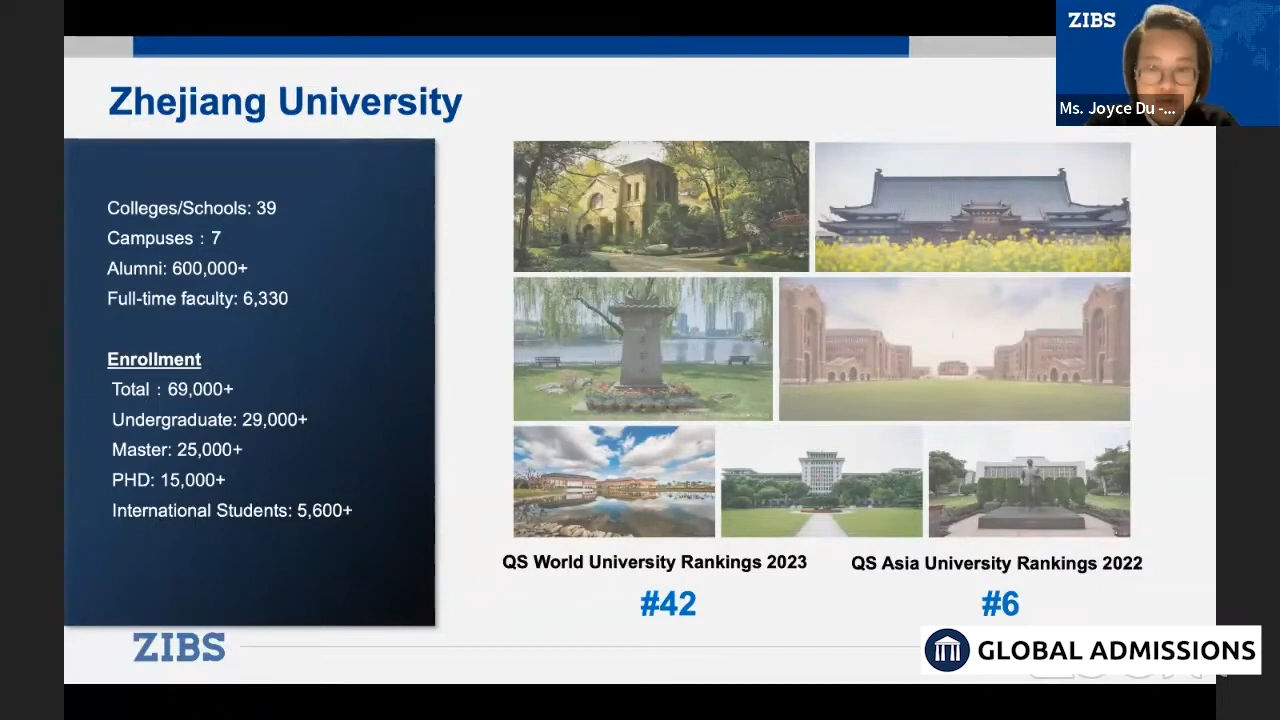 ZIBS
Ms. Joyce Du -...
Zhejiang University
Colleges/Schools: 39
Campuses：7
Alumni: 600,000+
Full-time faculty: 6,330
Enrollment
Total：69,000+
Undergraduate: 29,000+
Master: 25,000+
PHD: 15,000+
International Students: 5,600+
QS World University Rankings 2023
#42
QS Asia University Rankings 2022
#6
ZIBS
GLOBAL ADMISSIONS